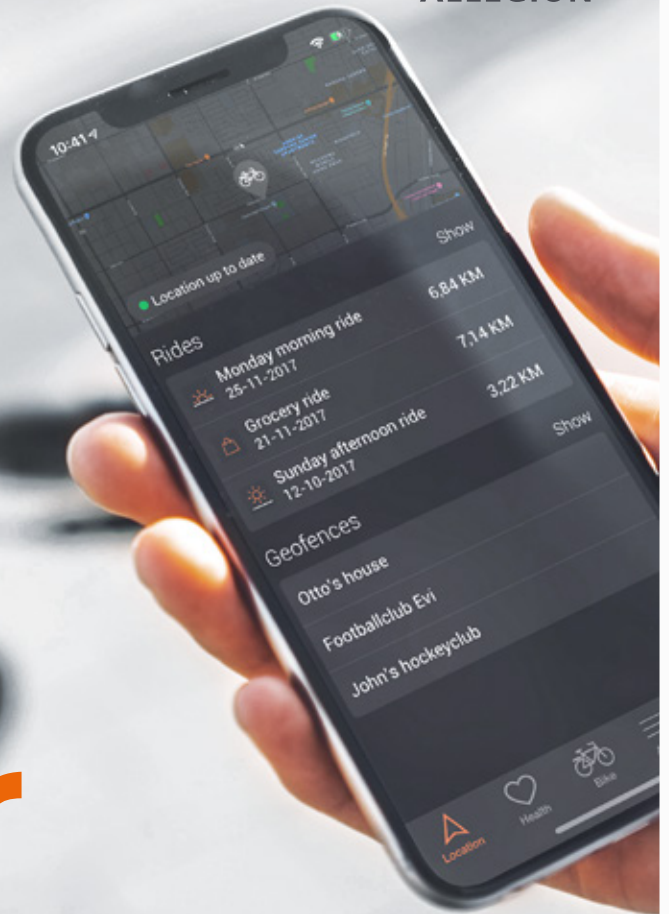 ALLEGION
10:41
Location up to date
Rides
Show
Monday morning ride
25-11-2017
6,84 KM
Grocery ride
21-11-2017
7,14 KM
Sunday afternoon ride
12-10-2017
3,22 KM
Geofences
Show
Otto's house
Footballclub Evi
John's hockeyclub
Location
Health
Bike